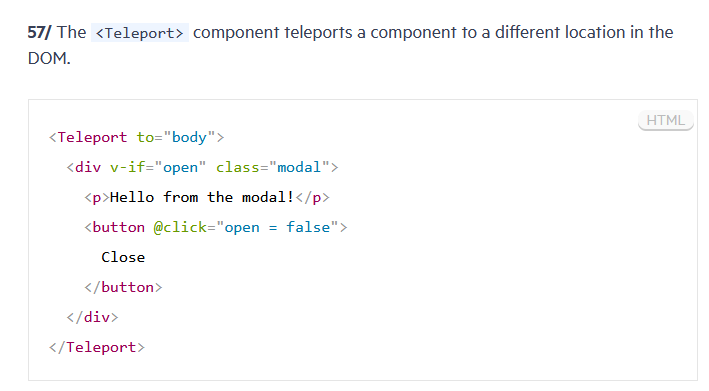 57/ The <Teleport> component teleports a component to a different location in the
DOM.
HTML
<Teleport to="body">
  <div v-if="open" class="modal">
    <p>Hello from the modal!</p>
    <button @click="open = false">
      Close
    </button>
  </div>
</Teleport>